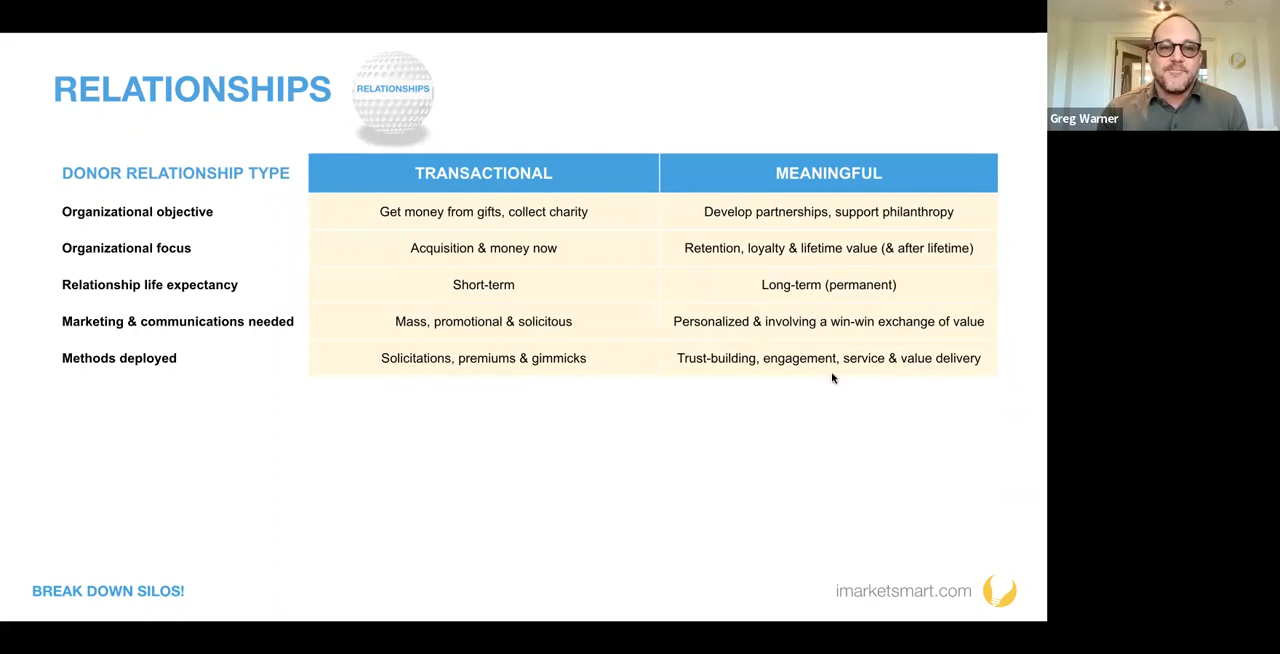 RELATIONSHIPS
RELATIONSHIPS
Greg Warner
DONOR RELATIONSHIP TYPE TRANSACTIONAL MEANINGFUL
Organizational objective Get money from gifts, collect charity Develop partnerships, support philanthropy
Organizational focus Acquisition & money now Retention, loyalty & lifetime value (& after lifetime)
Relationship life expectancy Short-term Long-term (permanent)
Marketing & communications needed Mass, promotional & solicitous Personalized & involving a win-win exchange of value
Methods deployed Solicitations, premiums & gimmicks Trust-building, engagement, service & value delivery
BREAK DOWN SILOS! imarketsmart.com